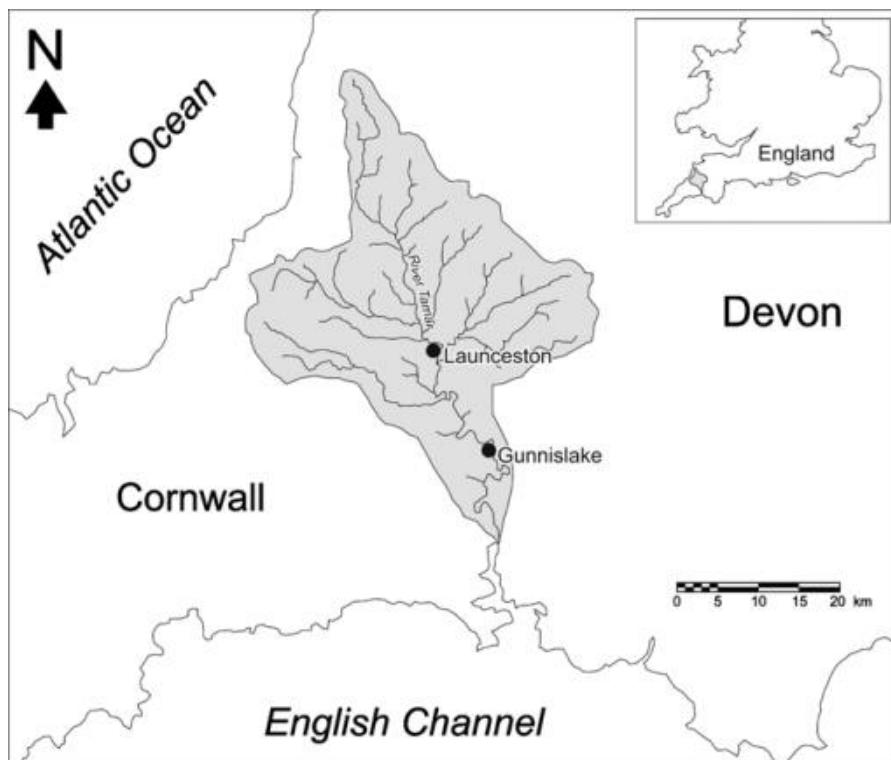 N
Atlantic Ocean
England
River Tamar
Devon
Launceston
Gunnislake
Cornwall
0 5 10 15 20 km
English Channel